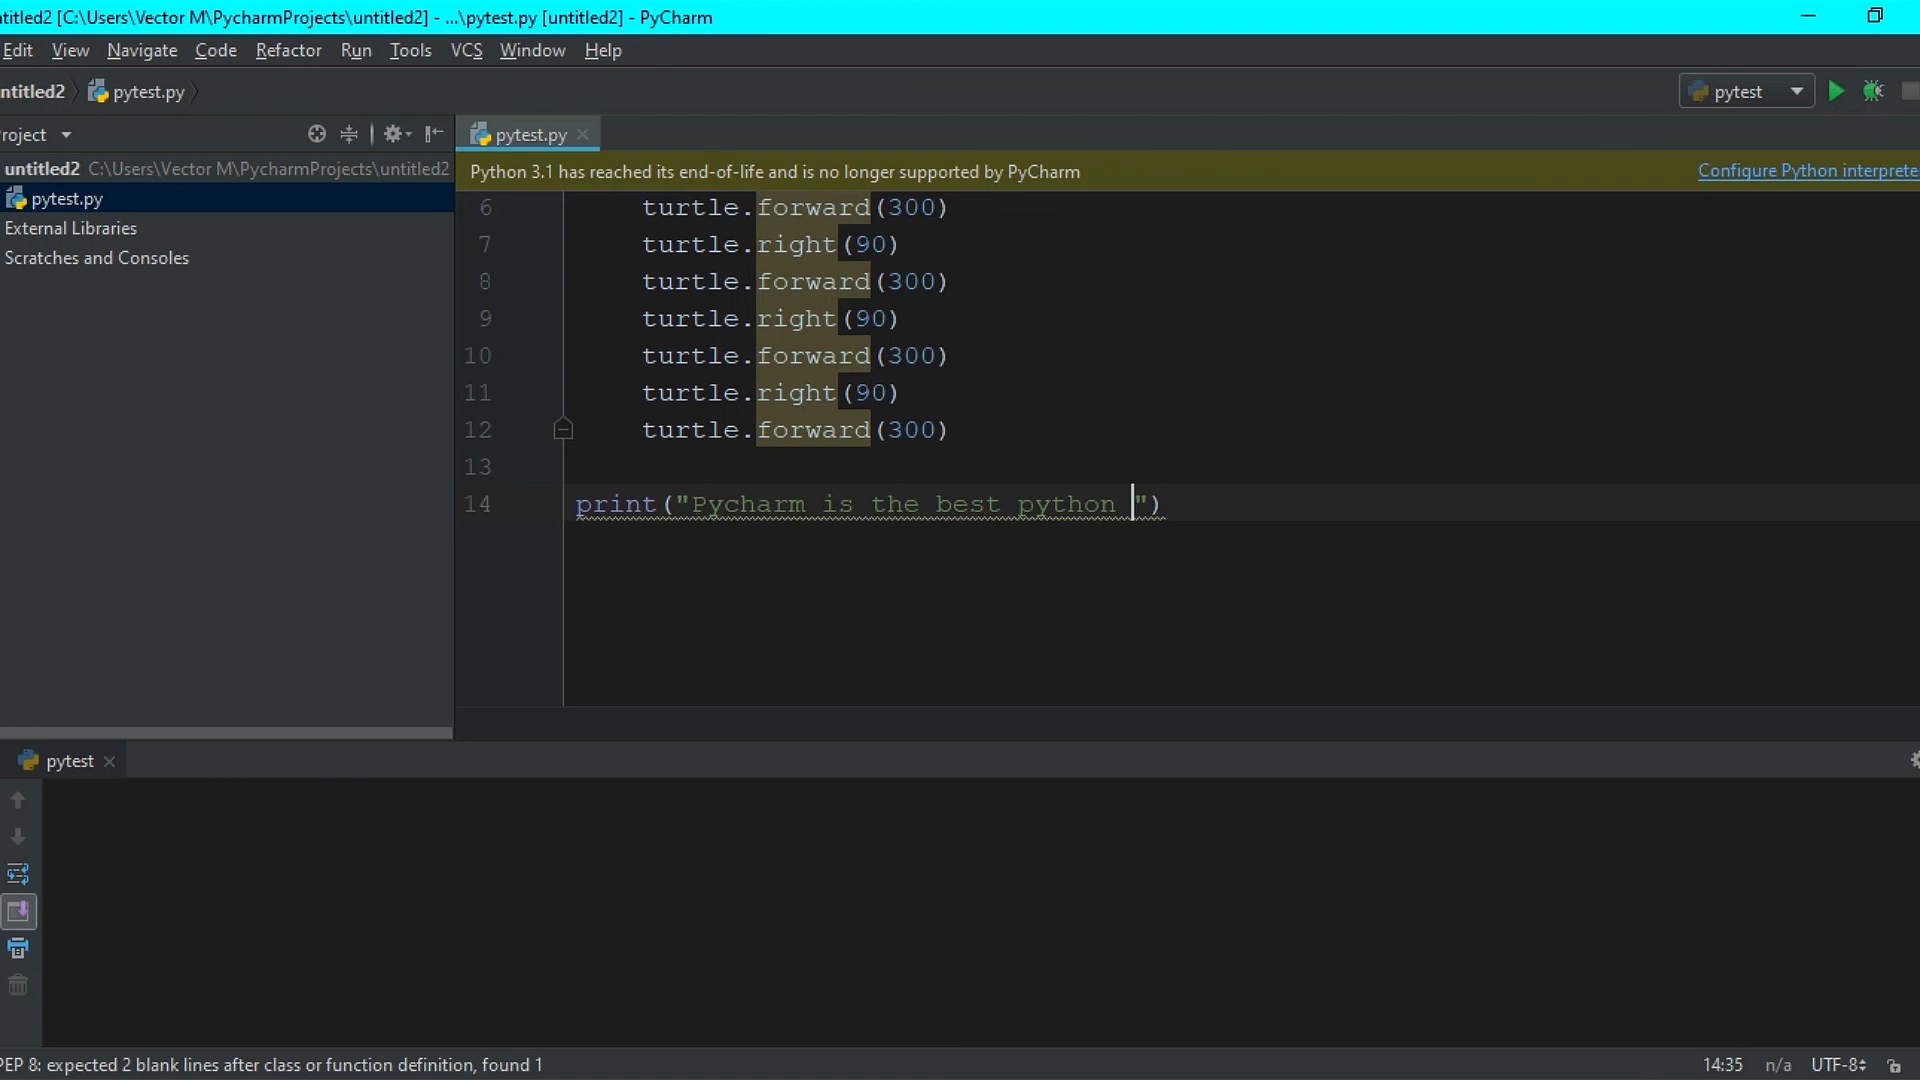 ntitled2 [C:\Users\Vector M\PycharmProjects\untitled2] - ...\pytest.py [untitled2] - PyCharm
Edit View Navigate Code Refactor Run Tools VCS Window Help
ntitled2 pytest.py
pytest
roject
pytest.py
untitled2 C:\Users\Vector M\PycharmProjects\untitled2
Python 3.1 has reached its end-of-life and is no longer supported by PyCharm
Configure Python interprete
pytest.py
External Libraries
Scratches and Consoles
6 turtle.forward(300)
7 turtle.right(90)
8 turtle.forward(300)
9 turtle.right(90)
10 turtle.forward(300)
11 turtle.right(90)
12 turtle.forward(300)
13
14 print("Pycharm is the best python ")
pytest
PEP 8: expected 2 blank lines after class or function definition, found 1
14:35 n/a UTF-8